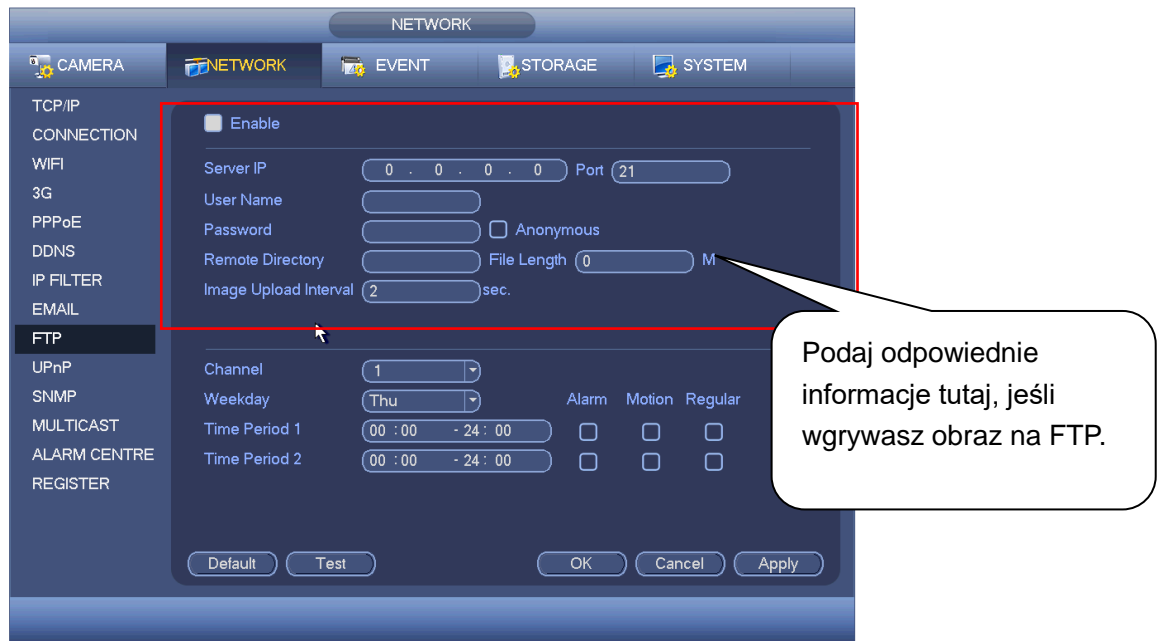 NETWORK
CAMERA NETWORK EVENT STORAGE SYSTEM
TCP/IP
CONNECTION
WIFI
3G
PPPoE
DDNS
IP FILTER
EMAIL
FTP
UPnP
SNMP
MULTICAST
ALARM CENTRE
REGISTER
Enable
Server IP 0 . 0 . 0 . 0 Port 21
User Name
Password Anonymous
Remote Directory File Length 0 M
Image Upload Interval 2 sec.
Channel 1
Weekday Thu Alarm Motion Regular
Time Period 1 00 :00 - 24 : 00
Time Period 2 00 :00 - 24 : 00
Default Test OK Cancel Apply
Podaj odpowiednie
informacje tutaj, jeśli
wgrywasz obraz na FTP.